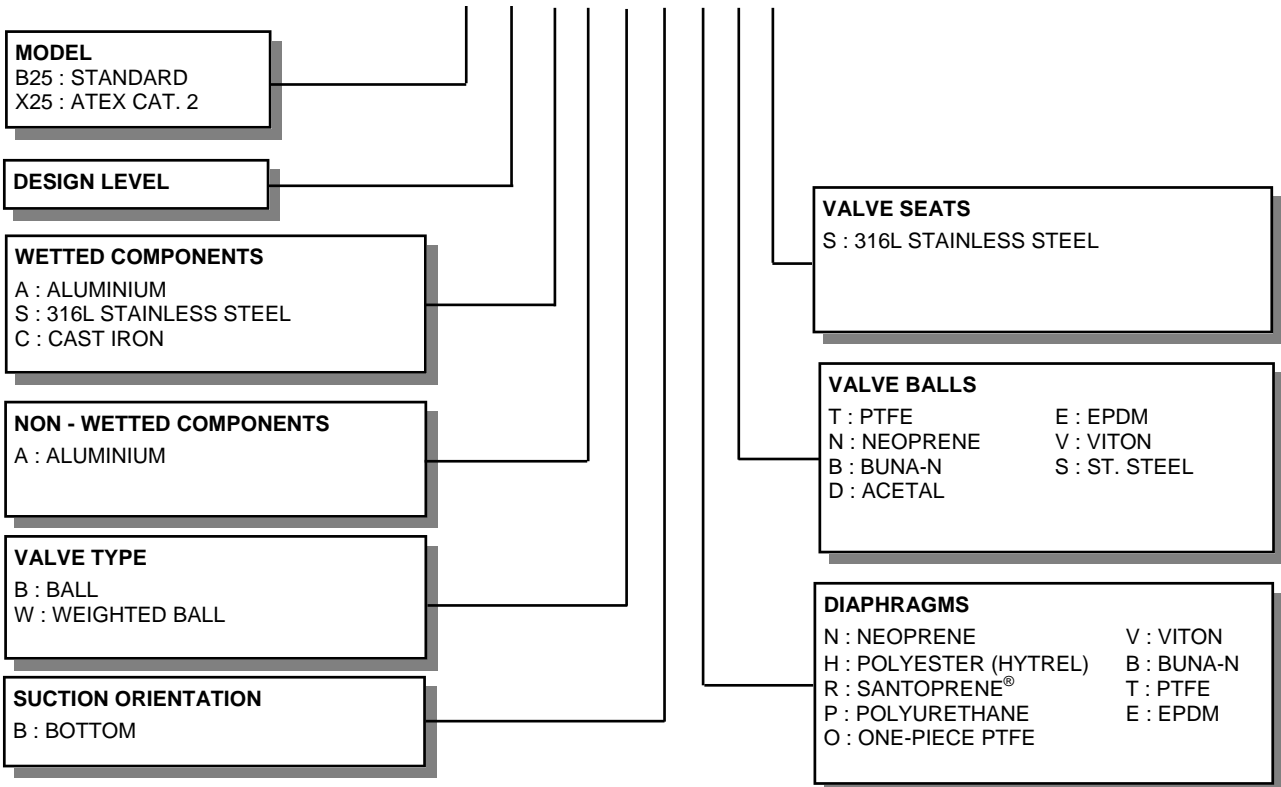 MODEL
B25 : STANDARD
X25 : ATEX CAT. 2
DESIGN LEVEL
WETTED COMPONENTS
A : ALUMINIUM
S : 316L STAINLESS STEEL
C : CAST IRON
NON - WETTED COMPONENTS
A : ALUMINIUM
VALVE TYPE
B : BALL
W : WEIGHTED BALL
SUCTION ORIENTATION
B : BOTTOM
VALVE SEATS
S : 316L STAINLESS STEEL
VALVE BALLS
T : PTFE E : EPDM
N : NEOPRENE V : VITON
B : BUNA-N S : ST. STEEL
D : ACETAL
DIAPHRAGMS
N : NEOPRENE V : VITON
H : POLYESTER (HYTREL) B : BUNA-N
R : SANTOPRENE® T : PTFE
P : POLYURETHANE E : EPDM
O : ONE-PIECE PTFE